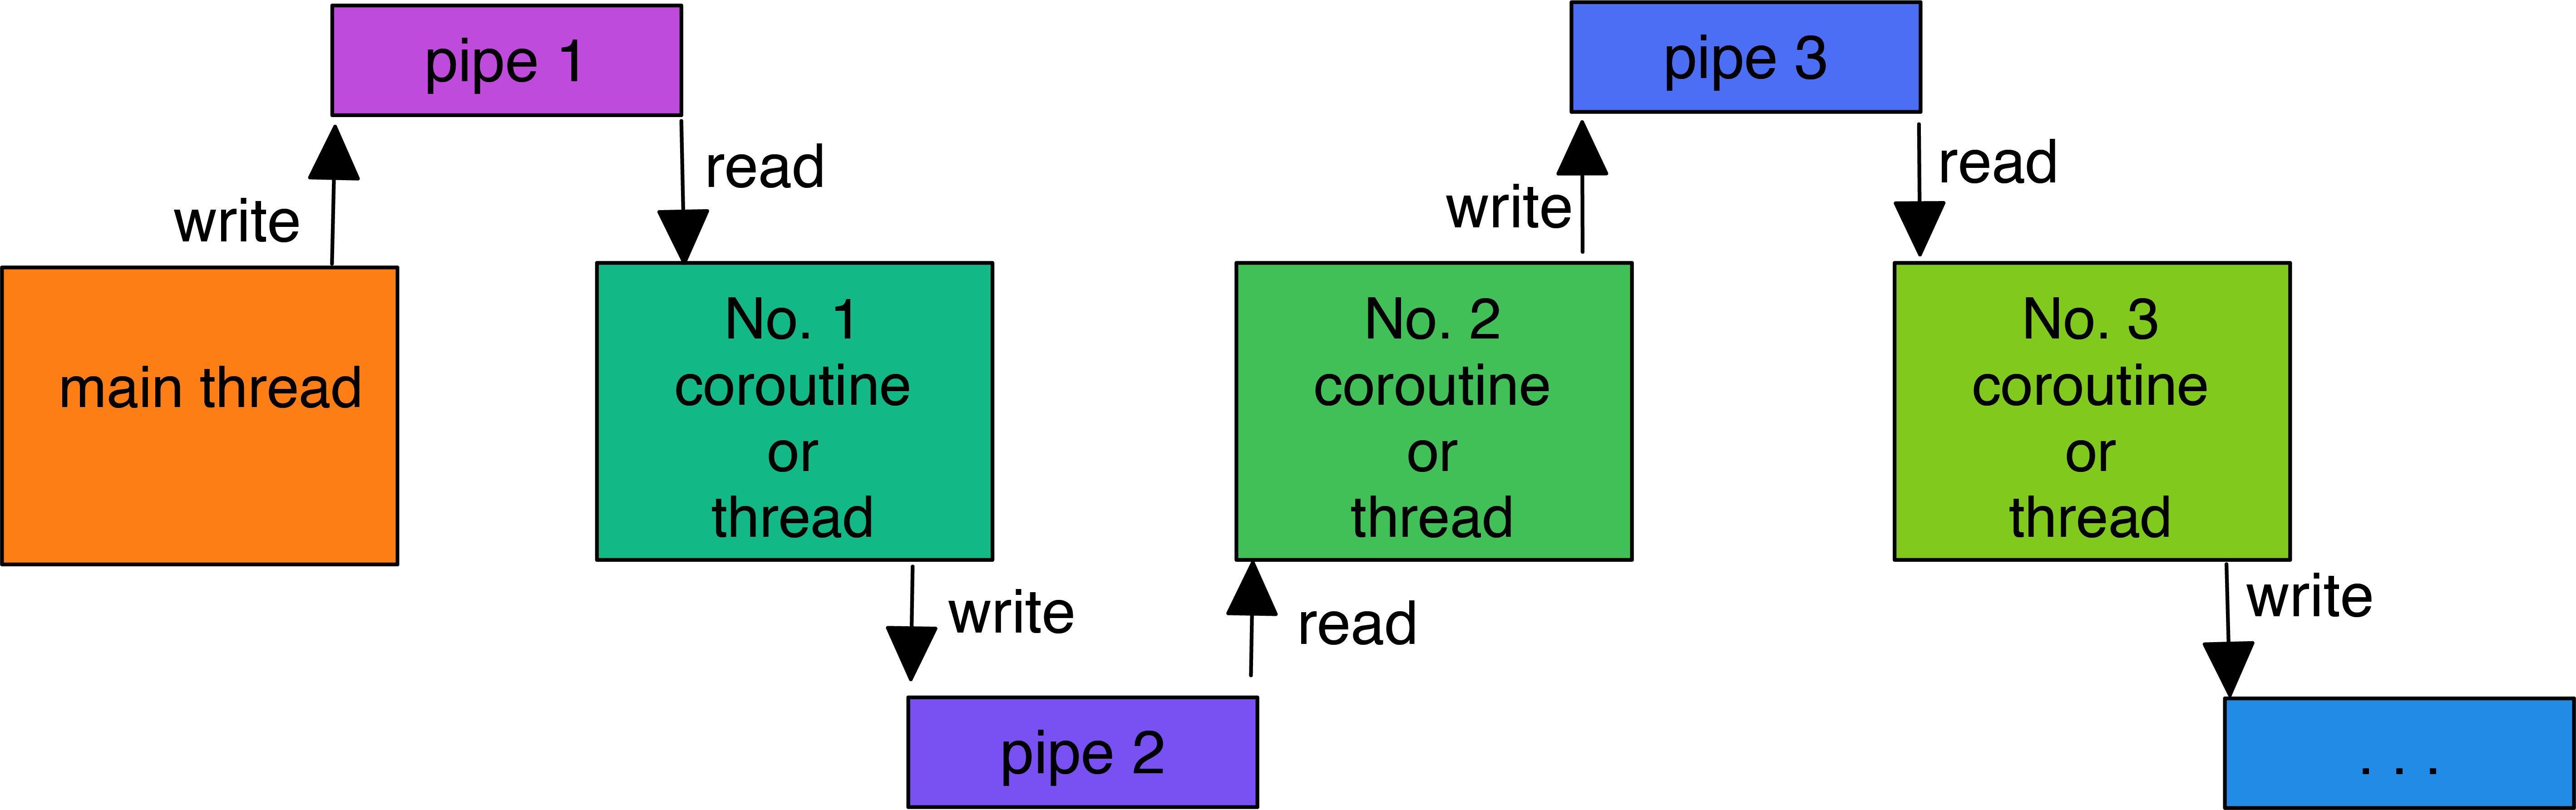 pipe 1
write
read
main thread
No. 1
coroutine
or
thread
write
pipe 2
read
No. 2
coroutine
or
thread
write
pipe 3
read
No. 3
coroutine
or
thread
write
. . .